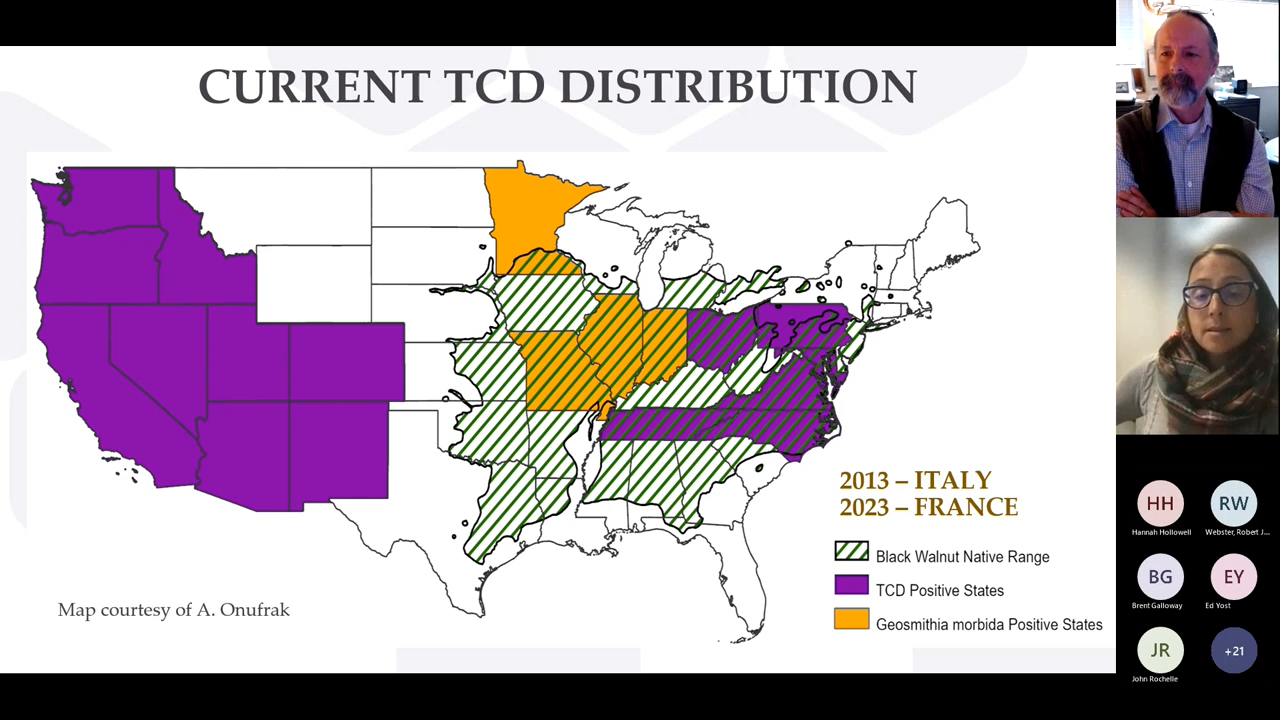 CURRENT TCD DISTRIBUTION
2013 – ITALY
2023 – FRANCE
Black Walnut Native Range
TCD Positive States
Geosmithia morbida Positive States
Map courtesy of A. Onufrak
HH
RW
Hannah Hollowell
Webster, Robert J...
BG
EY
Brent Galloway
Ed Yost
JR
+21
John Rochelle